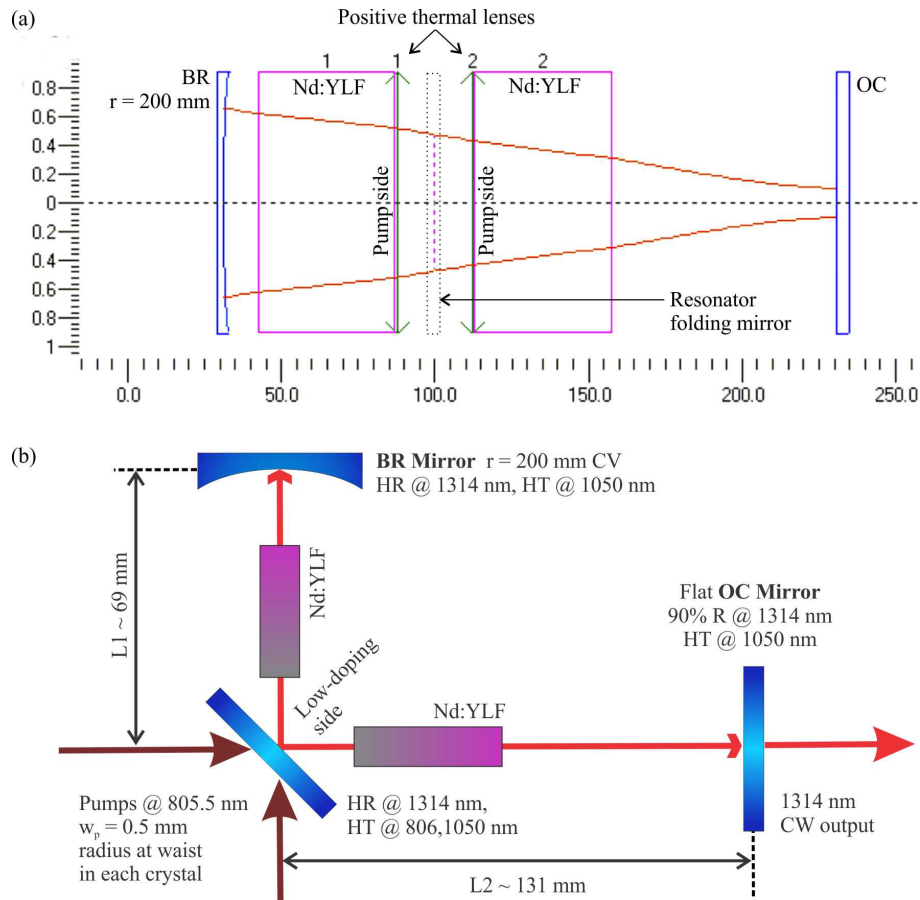 (a)
Positive thermal lenses
BR
r = 200 mm
1
1
2
2
Nd:YLF
Nd:YLF
OC
Pump side
Pump side
Resonator
folding mirror
0.8
0.6
0.4
0.2
0
0.2
0.4
0.6
0.8
1
0.0
50.0
100.0
150.0
200.0
250.0
(b)
BR Mirror r = 200 mm CV
HR @ 1314 nm, HT @ 1050 nm
L1 ~ 69 mm
Nd:YLF
Flat OC Mirror
90% R @ 1314 nm
HT @ 1050 nm
Low-doping
side
Nd:YLF
Pumps @ 805.5 nm
wp = 0.5 mm
radius at waist
in each crystal
HR @ 1314 nm,
HT @ 806,1050 nm
1314 nm
CW output
L2 ~ 131 mm